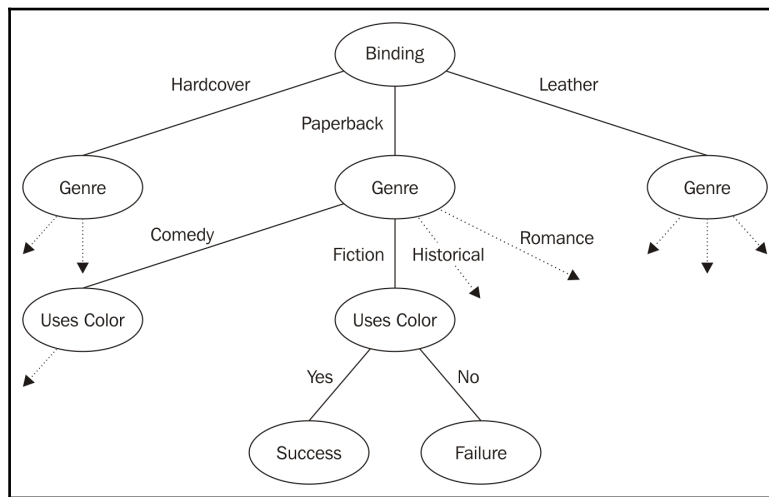 Binding
Hardcover
Leather
Paperback
Genre
Genre
Genre
Comedy
Fiction
Historical
Romance
Uses Color
Uses Color
Yes
No
Success
Failure